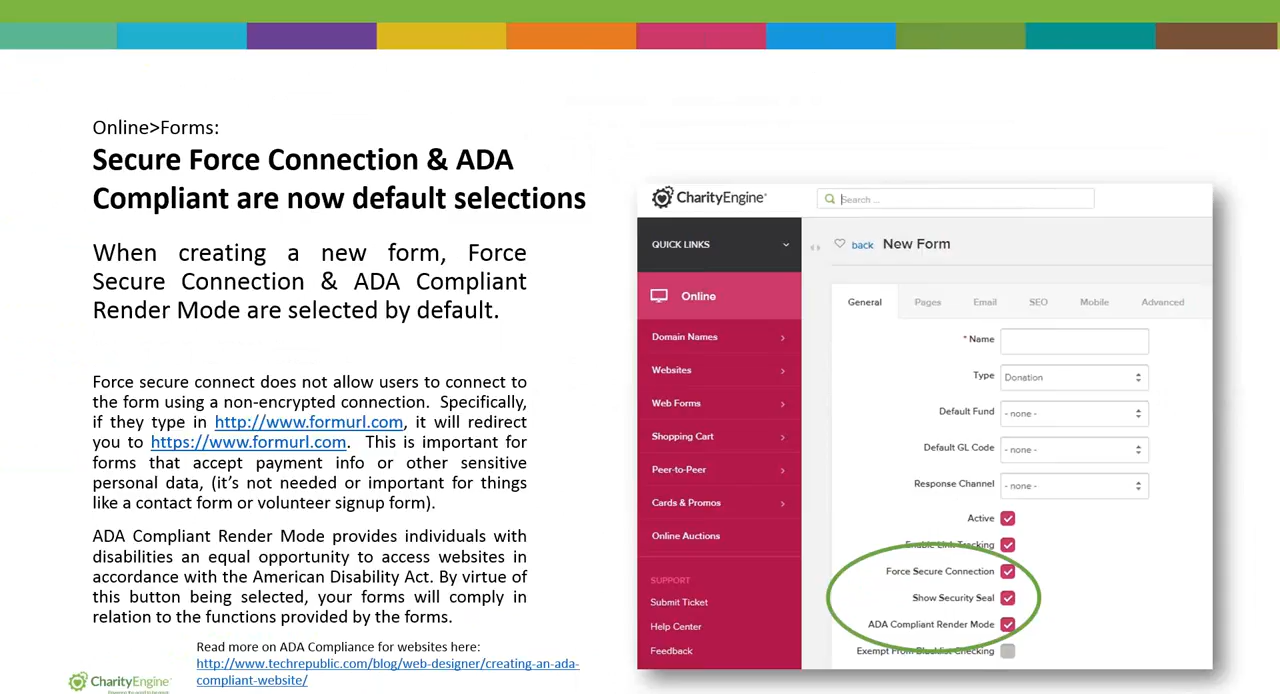 Online>Forms:
Secure Force Connection & ADA
Compliant are now default selections
When creating a new form, Force
Secure Connection & ADA Compliant
Render Mode are selected by default.
Force secure connect does not allow users to connect to
the form using a non-encrypted connection. Specifically,
if they type in http://www.formurl.com, it will redirect
you to https://www.formurl.com. This is important for
forms that accept payment info or other sensitive
personal data, (it's not needed or important for things
like a contact form or volunteer signup form).
ADA Compliant Render Mode provides individuals with
disabilities an equal opportunity to access websites in
accordance with the American Disability Act. By virtue of
this button being selected, your forms will comply in
relation to the functions provided by the forms.
Read more on ADA Compliance for websites here:
http://www.techrepublic.com/blog/web-designer/creating-an-ada-
compliant-website/
CharityEngine
CharityEngine
Search ...
QUICK LINKS
Online
Domain Names
Websites
Web Forms
Shopping Cart
Peer-to-Peer
Cards & Promos
Online Auctions
SUPPORT
Submit Ticket
Help Center
Feedback
back New Form
General Pages Email SEO Mobile Advanced
* Name
Type Donation
Default Fund - none -
Default GL Code - none -
Response Channel - none -
Active
Enable Link Tracking
Force Secure Connection
Show Security Seal
ADA Compliant Render Mode
Exempt From Blacklist Checking